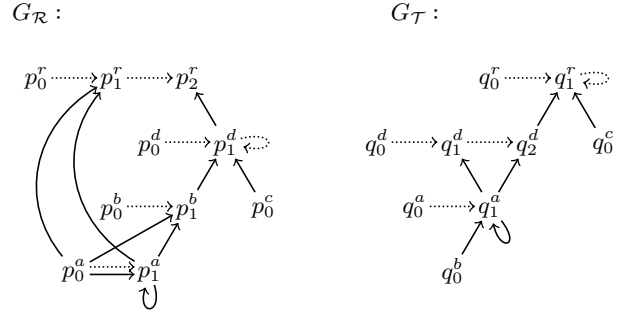 G_R : G_T :
p_0^r p_1^r p_2^r q_0^r q_1^r
p_0^d p_1^d q_0^d q_1^d q_2^d q_0^c
p_0^b p_1^b p_0^c q_0^a q_1^a
p_0^a p_1^a q_0^b